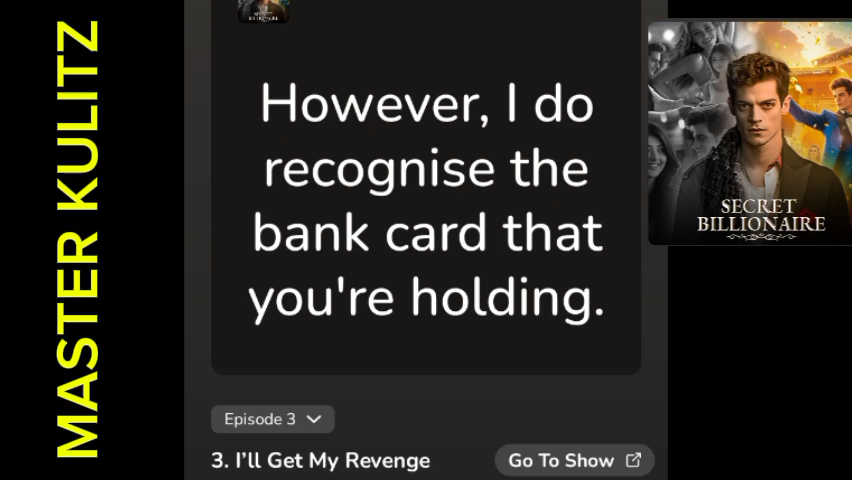 MASTER KULITZ
However, I do
recognise the
bank card that
you're holding.
Episode 3
3. I'll Get My Revenge
Go To Show
SECRET
BILLIONAIRE